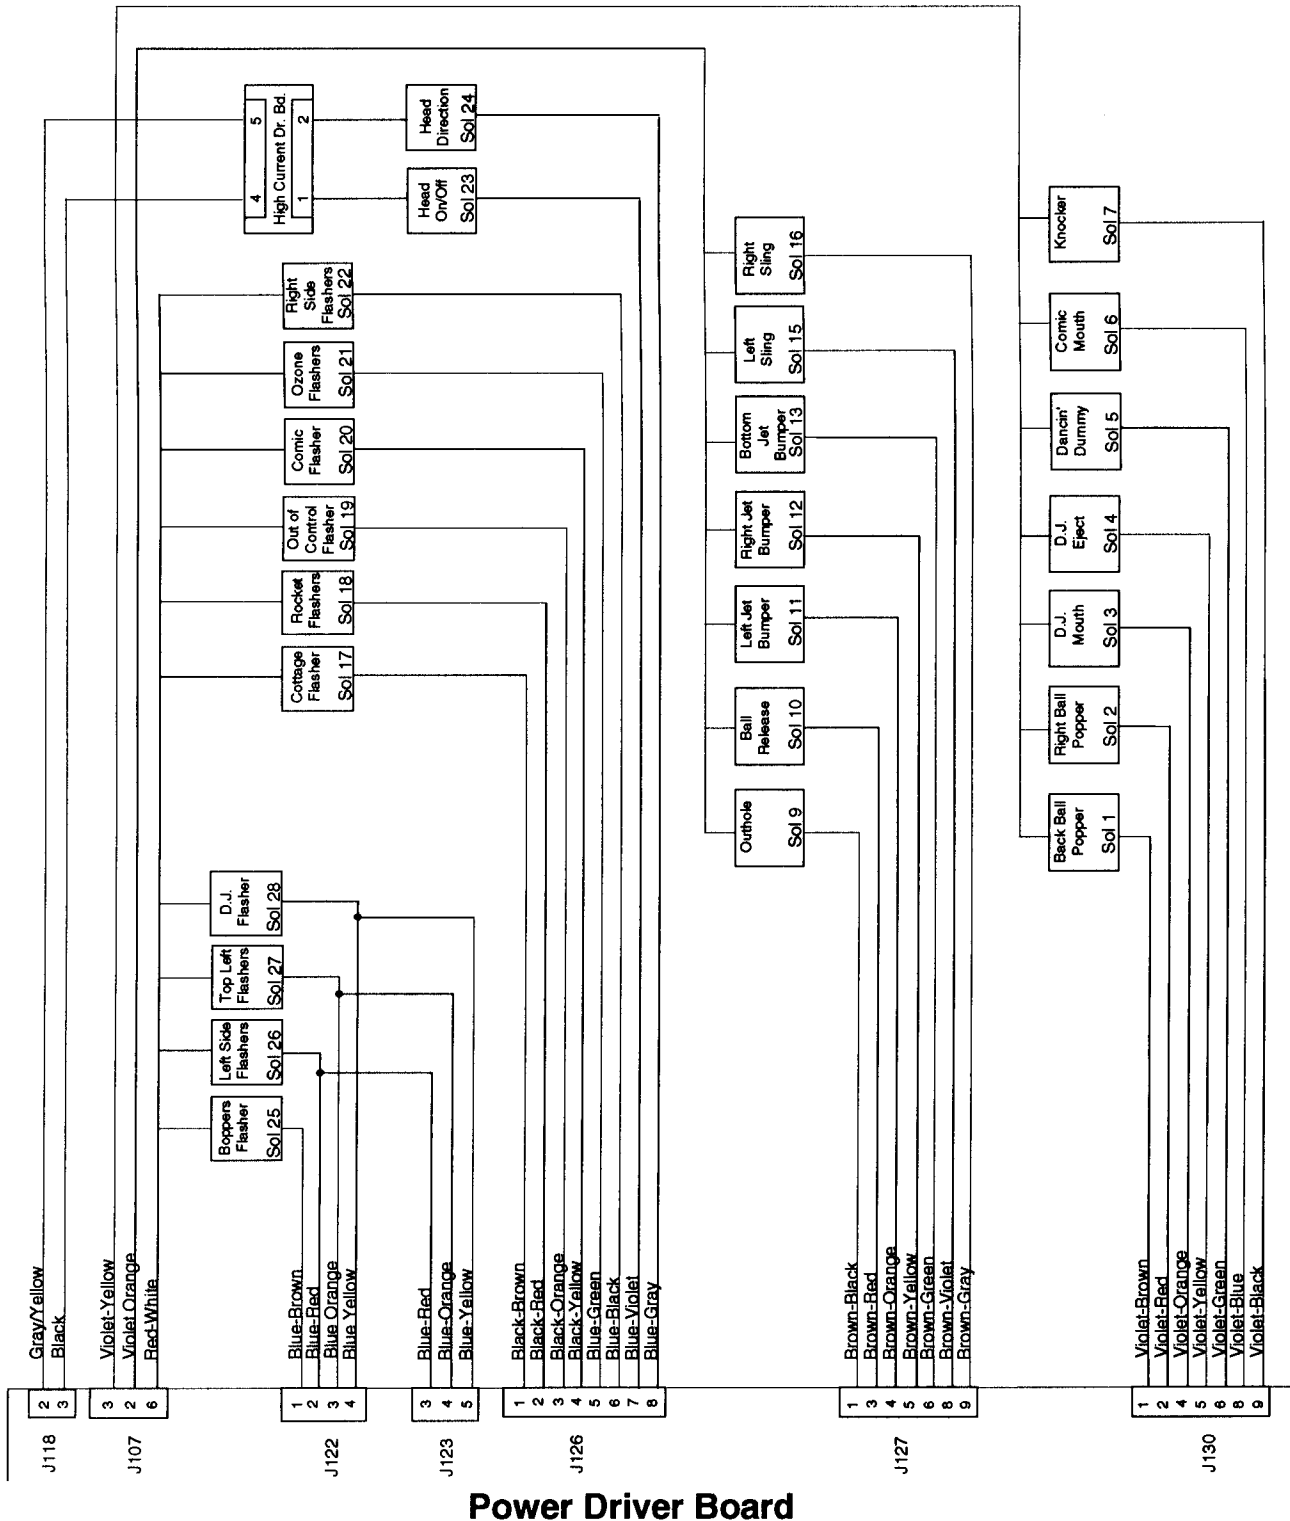 High Current Dr. Bd.
5
4
2
1
Head
Direction
Sol 24
Head
On/Off
Sol 23
Right
Side
Flashers
Sol 22
Ozone
Flashers
Sol 21
Comic
Flasher
Sol 20
Out of
Control
Flasher
Sol 19
Rocket
Flashers
Sol 18
Cottage
Flasher
Sol 17
D.J.
Flasher
Sol 28
Top Left
Flashers
Sol 27
Left Side
Flashers
Sol 26
Boppers
Flasher
Sol 25
Right
Sling
Sol 16
Left
Sling
Sol 15
Bottom
Jet
Bumper
Sol 13
Right Jet
Bumper
Sol 12
Left Jet
Bumper
Sol 11
Ball
Release
Sol 10
Outhole
Sol 9
Knocker
Sol 7
Comic
Mouth
Sol 6
Dancin'
Dummy
Sol 5
D.J.
Eject
Sol 4
D.J.
Mouth
Sol 3
Right Ball
Popper
Sol 2
Back Ball
Popper
Sol 1
Gray/Yellow
Black
Violet-Yellow
Violet Orange
Red-White
Blue-Brown
Blue-Red
Blue Orange
Blue Yellow
Blue-Red
Blue-Orange
Blue-Yellow
Black-Brown
Black-Red
Black-Orange
Black-Yellow
Blue-Green
Blue-Black
Blue-Violet
Blue-Gray
Brown-Black
Brown-Red
Brown-Orange
Brown-Yellow
Brown-Green
Brown-Violet
Brown-Gray
Violet-Brown
Violet-Red
Violet-Orange
Violet-Yellow
Violet-Green
Violet-Blue
Violet-Black
2
3
3
2
6
1
2
3
4
3
4
5
1
2
3
4
5
6
7
8
1
3
4
5
6
8
9
1
2
4
5
6
8
9
J118
J107
J122
J123
J126
J127
J130
Power Driver Board